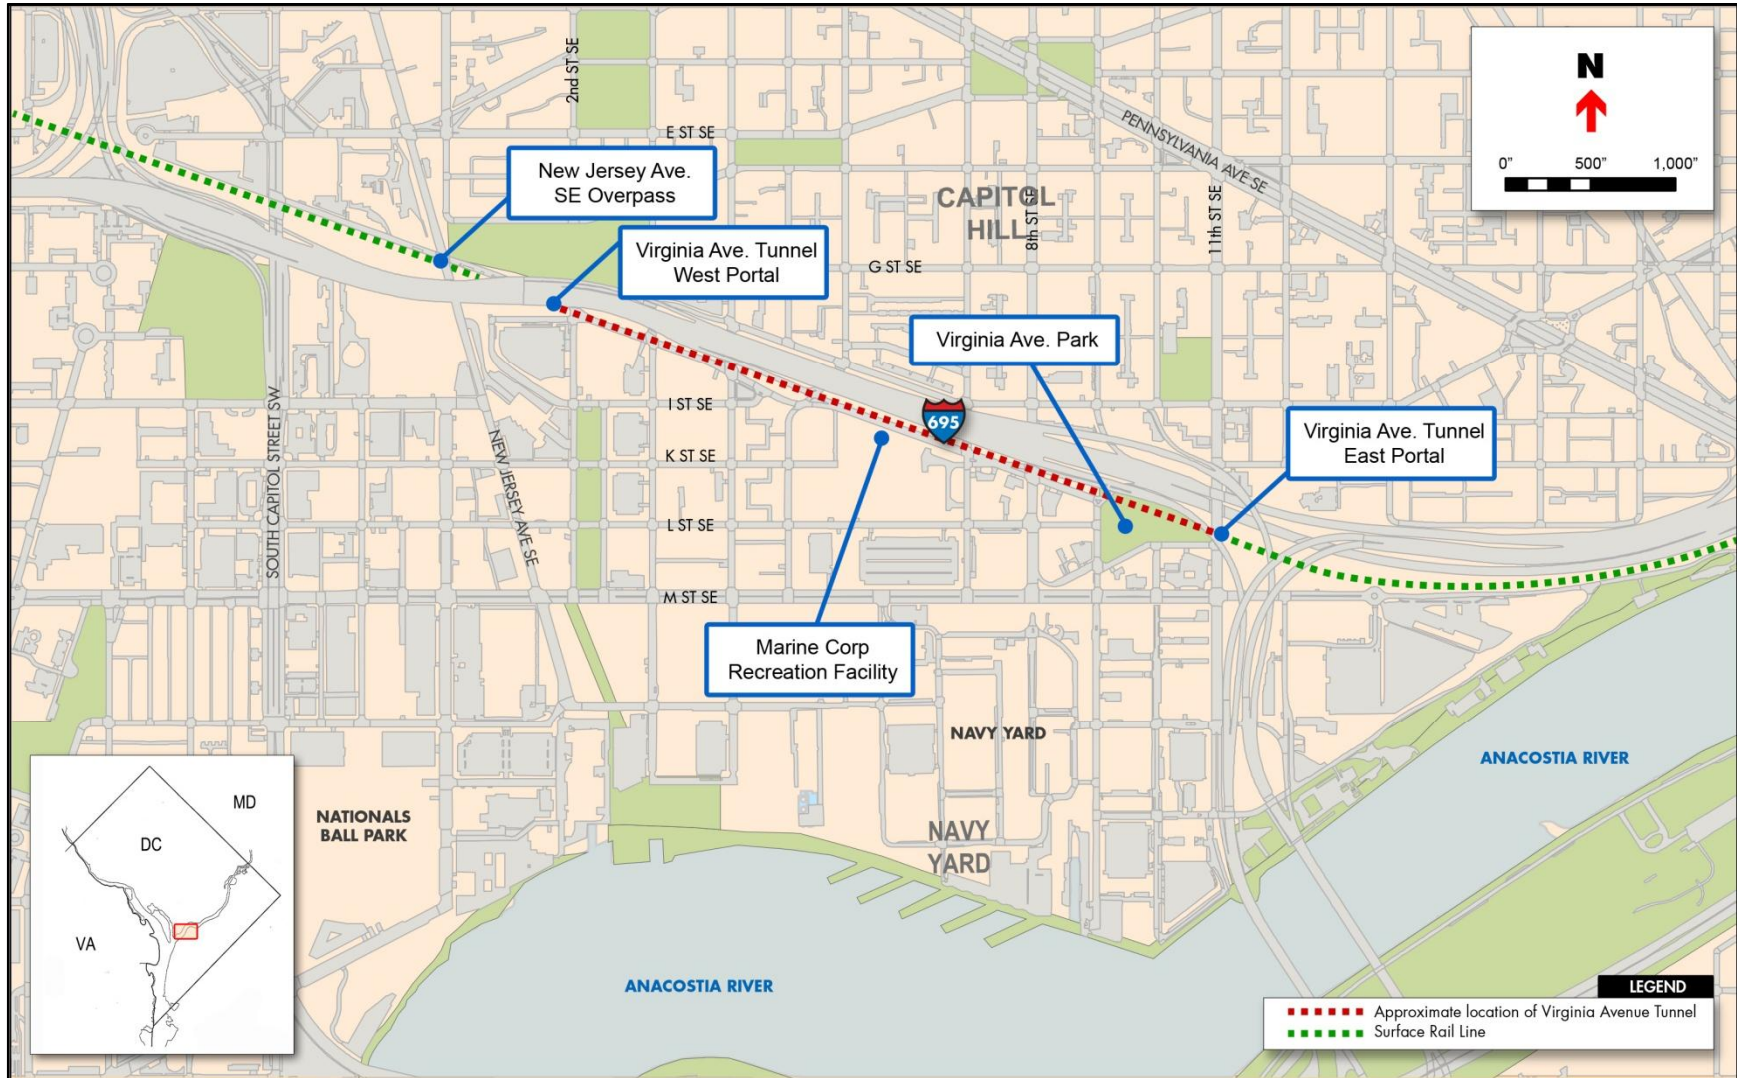 2nd ST SE
E ST SE
PENNSYLVANIA AVE SE
N
0" 500" 1,000"
New Jersey Ave.
SE Overpass
Virginia Ave. Tunnel
West Portal
CAPITOL
HILL
8th ST SE
11th ST SE
G ST SE
Virginia Ave. Park
I ST SE
695
Virginia Ave. Tunnel
East Portal
SOUTH CAPITOL STREET SW
NEW JERSEY AVE SE
K ST SE
L ST SE
M ST SE
Marine Corp
Recreation Facility
NAVY YARD
ANACOSTIA RIVER
NATIONALS
BALL PARK
NAVY
YARD
MD
DC
VA
ANACOSTIA RIVER
LEGEND
Approximate location of Virginia Avenue Tunnel
Surface Rail Line